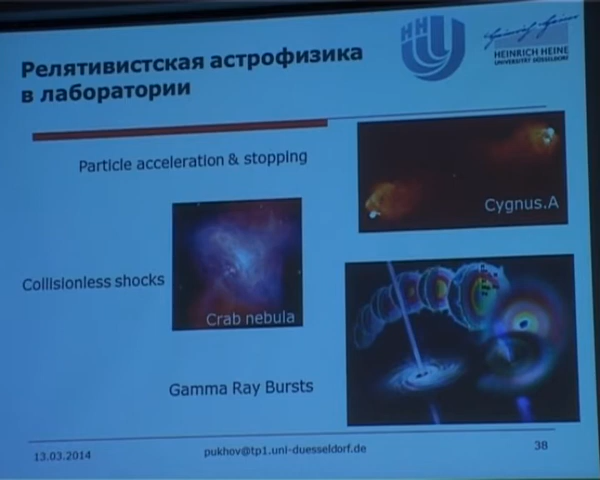 Релятивистская астрофизика
в лаборатории
HHU
HEINRICH HEINE
UNIVERSITÄT DÜSSELDORF
Particle acceleration & stopping
Cygnus.A
Collisionless shocks
Crab nebula
Gamma Ray Bursts
13.03.2014
pukhov@tp1.uni-duesseldorf.de
38